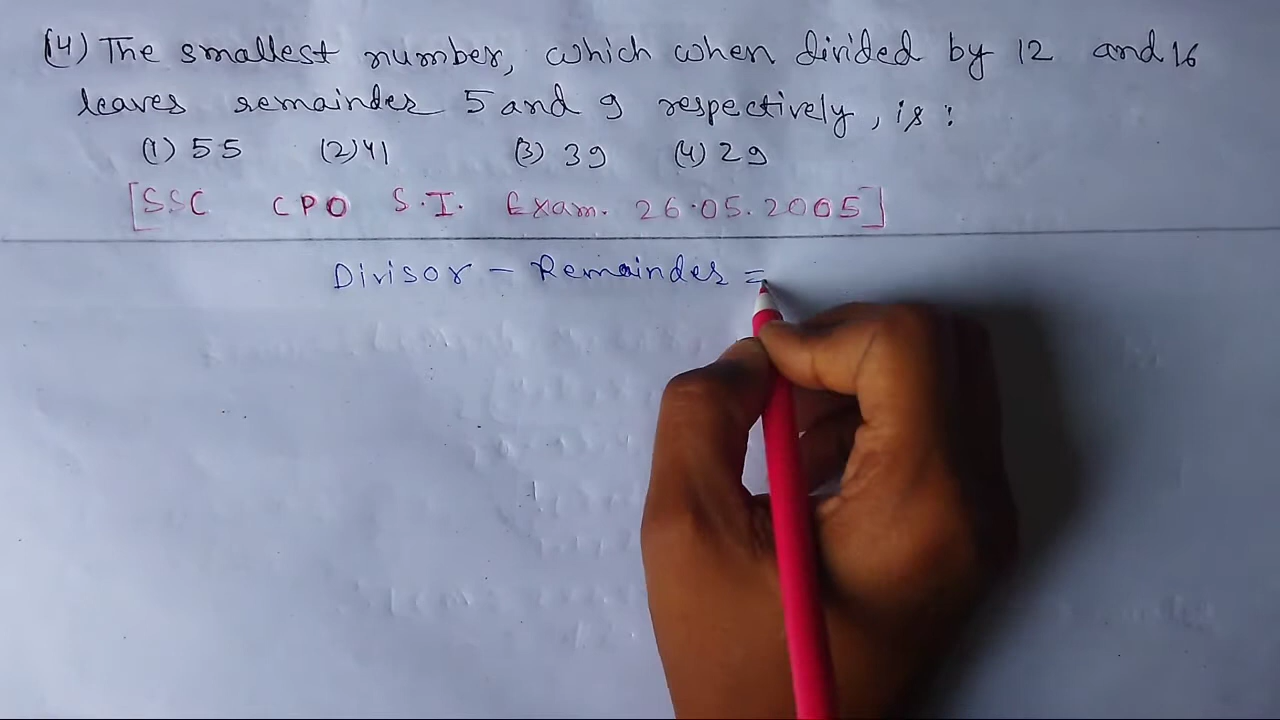 (4) The smallest number, which when divided by 12 and 16
leaves remainder 5 and 9 respectively, is :
(1) 55 (2) 41 (3) 39 (4) 29
[SSC CPO S.I. Exam. 26.05.2005]
Divisor - Remainder =